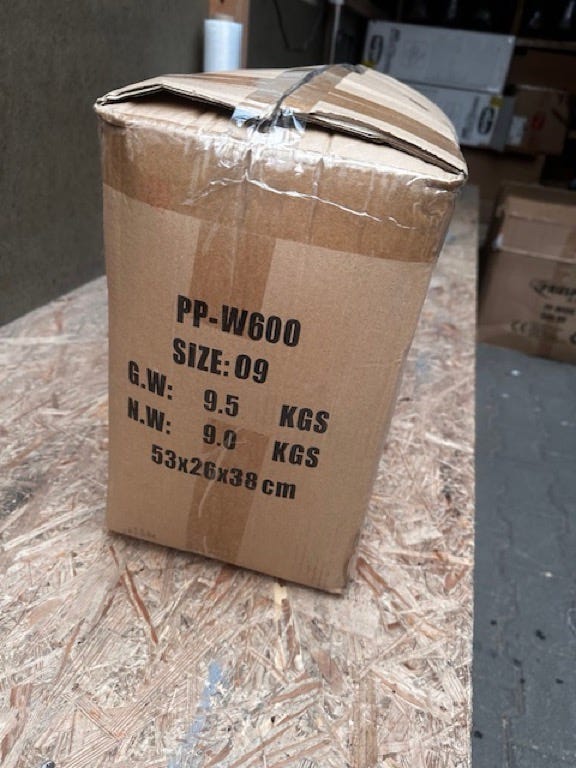 PP-W600
SiZE: 09
G.W: 9.5 KGS
N.W: 9.0 KGS
53x26x38 cm